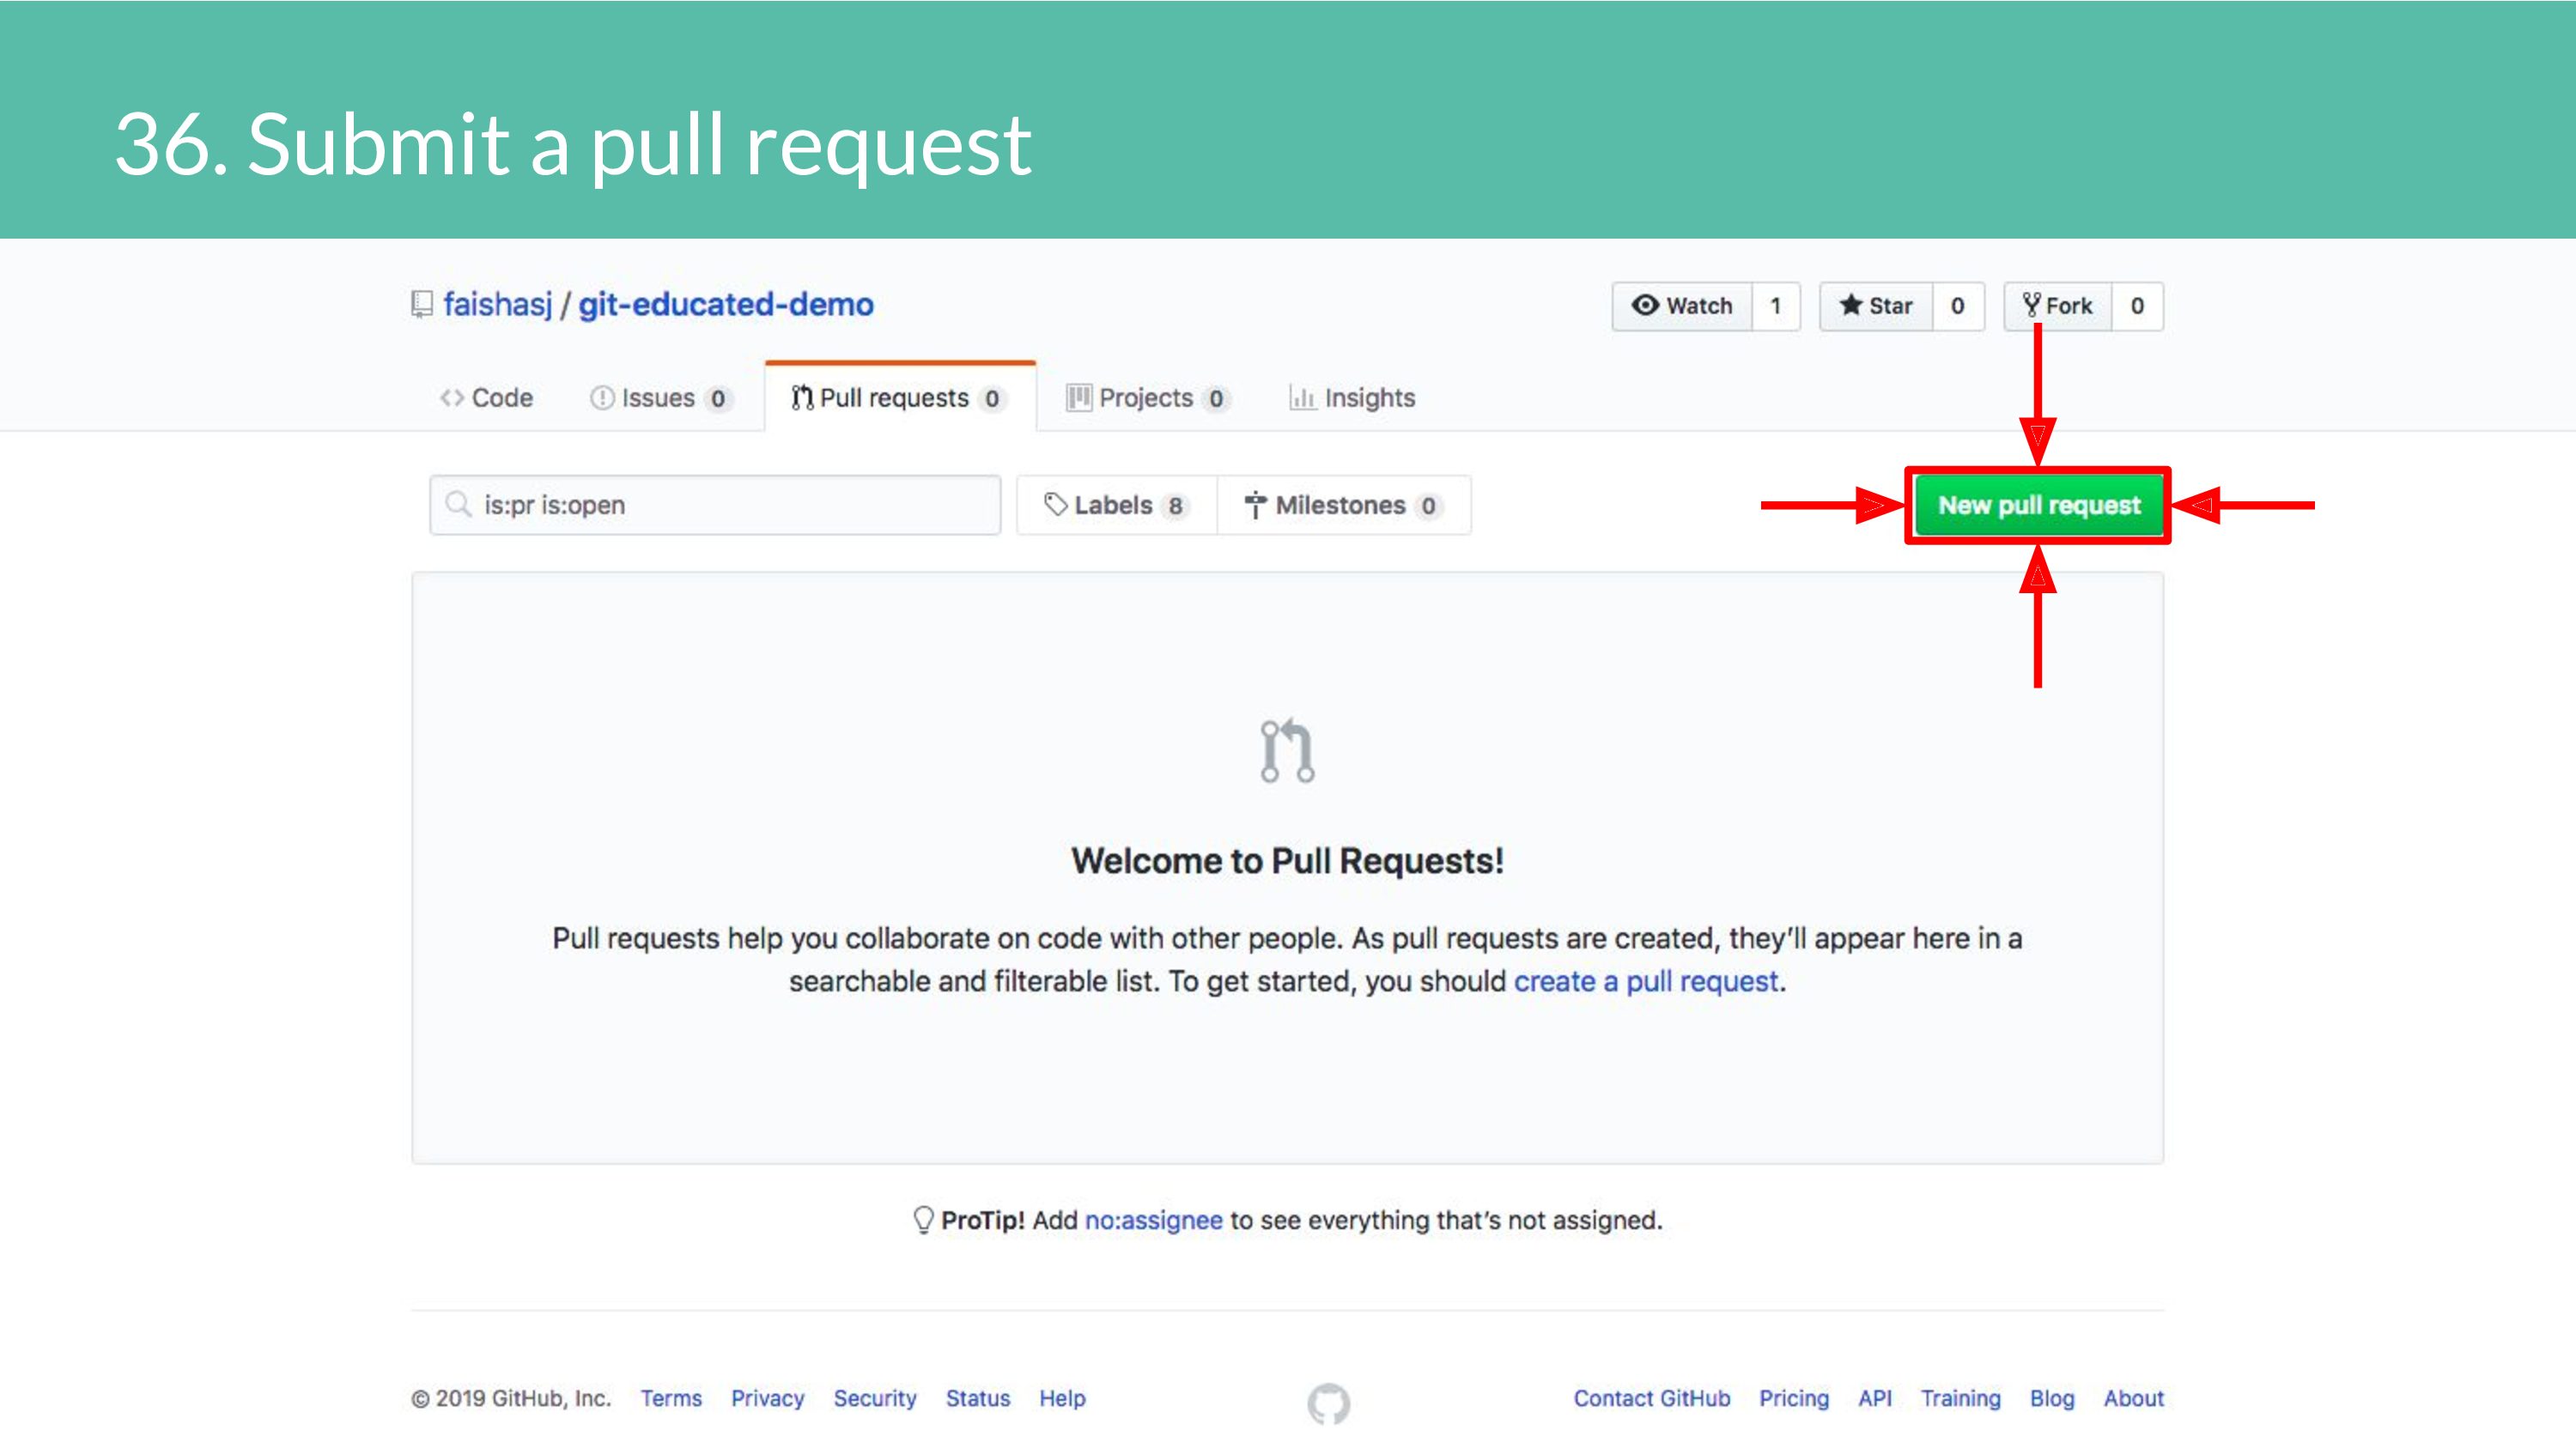 36. Submit a pull request
faishasj / git-educated-demo
Watch 1 Star 0 Fork 0
Code Issues 0 Pull requests 0 Projects 0 Insights
is:pr is:open Labels 8 Milestones 0 New pull request
Welcome to Pull Requests!
Pull requests help you collaborate on code with other people. As pull requests are created, they’ll appear here in a
searchable and filterable list. To get started, you should create a pull request.
ProTip! Add no:assignee to see everything that’s not assigned.
© 2019 GitHub, Inc. Terms Privacy Security Status Help Contact GitHub Pricing API Training Blog About